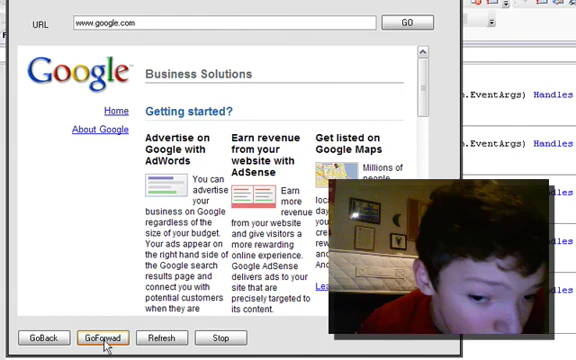 URL www.google.com GO
Google Business Solutions
Home
About Google
Getting started?
Advertise on
Google with
AdWords
You can
advertise
your business on Google
regardless of the
size of your budget.
Your ads appear on
the right hand side of
the Google search
results page and
connect you with
potential customers
when they are
Earn revenue
from your
website with
AdSense
Earn
more
revenue
from your website
and give visitors a
more rewarding
online experience.
Google AdSense
delivers ads to your
site that are
precisely targeted to
its content.
Get listed on
Google Maps
Millions of
people
GoBack GoForwad Refresh Stop
.EventArgs) Handles
.EventArgs) Handles
.EventArgs) Handles